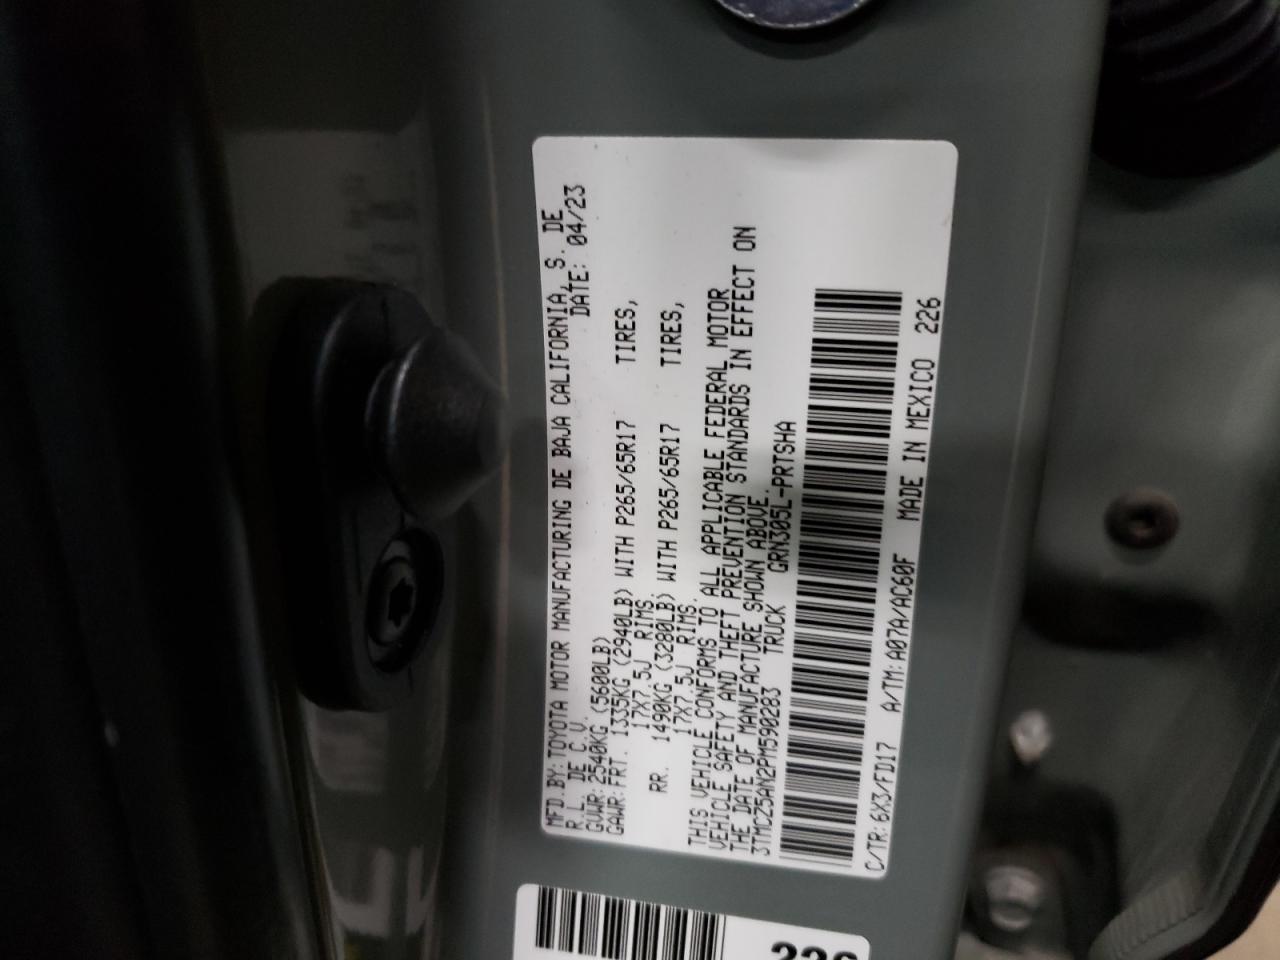 MFD.BY: TOYOTA MOTOR MANUFACTURING DE BAJA CALIFORNIA, S. DE
R.L. DE C.V. DATE: 04/23
GVWR: 2540KG (5600LB)
GAWR: FRT. 1335KG (2940LB) WITH P265/65R17 TIRES,
17X7.5J RIMS.
RR. 1490KG (3280LB) WITH P265/65R17 TIRES,
17X7.5J RIMS.
THIS VEHICLE CONFORMS TO ALL APPLICABLE FEDERAL MOTOR
VEHICLE SAFETY AND THEFT PREVENTION STANDARDS IN EFFECT ON
THE DATE OF MANUFACTURE SHOWN ABOVE.
3TMCZ5AN2PM590283 TRUCK GRN305L-PRTSHA
C/TR: 6X3/FD17 A/TM: A07A/AC60F MADE IN MEXICO 226